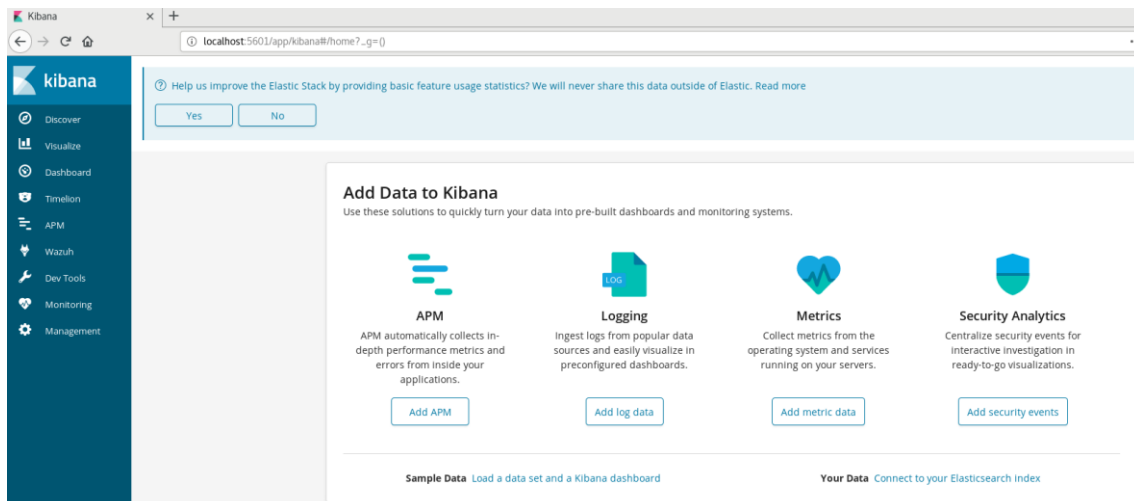 Kibana
localhost:5601/app/kibana#/home?_g=()
kibana
Discover
Visualize
Dashboard
Timelion
APM
Wazuh
Dev Tools
Monitoring
Management
Help us improve the Elastic Stack by providing basic feature usage statistics? We will never share this data outside of Elastic. Read more
Yes No
Add Data to Kibana
Use these solutions to quickly turn your data into pre-built dashboards and monitoring systems.
APM
APM automatically collects in-
depth performance metrics and
errors from inside your
applications.
Add APM
LOG
Logging
Ingest logs from popular data
sources and easily visualize in
preconfigured dashboards.
Add log data
Metrics
Collect metrics from the
operating system and services
running on your servers.
Add metric data
Security Analytics
Centralize security events for
interactive investigation in
ready-to-go visualizations.
Add security events
Sample Data Load a data set and a Kibana dashboard
Your Data Connect to your Elasticsearch index